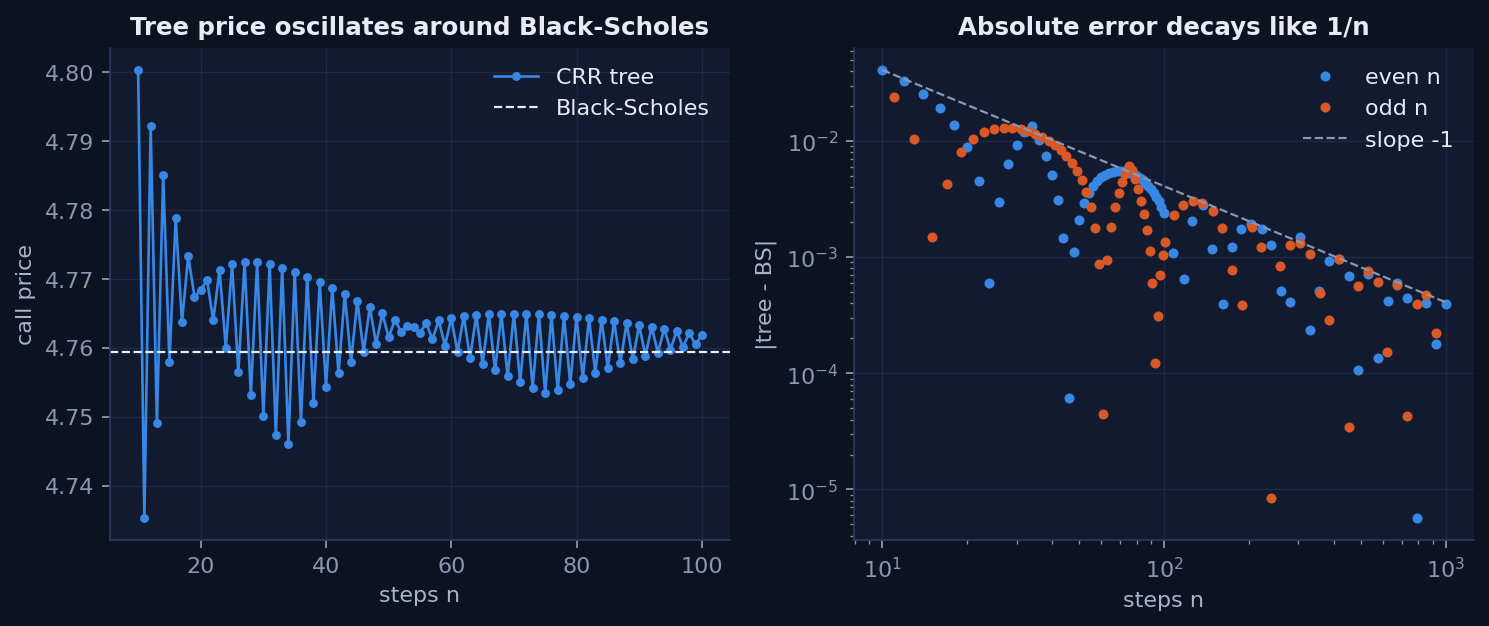 Tree price oscillates around Black-Scholes
4.80
4.79
4.78
4.77
4.76
4.75
4.74
call price
CRR tree
Black-Scholes
20
40
60
80
100
steps n
Absolute error decays like 1/n
10⁻²
10⁻³
10⁻⁴
10⁻⁵
|tree - BS|
even n
odd n
slope -1
10¹
10²
10³
steps n